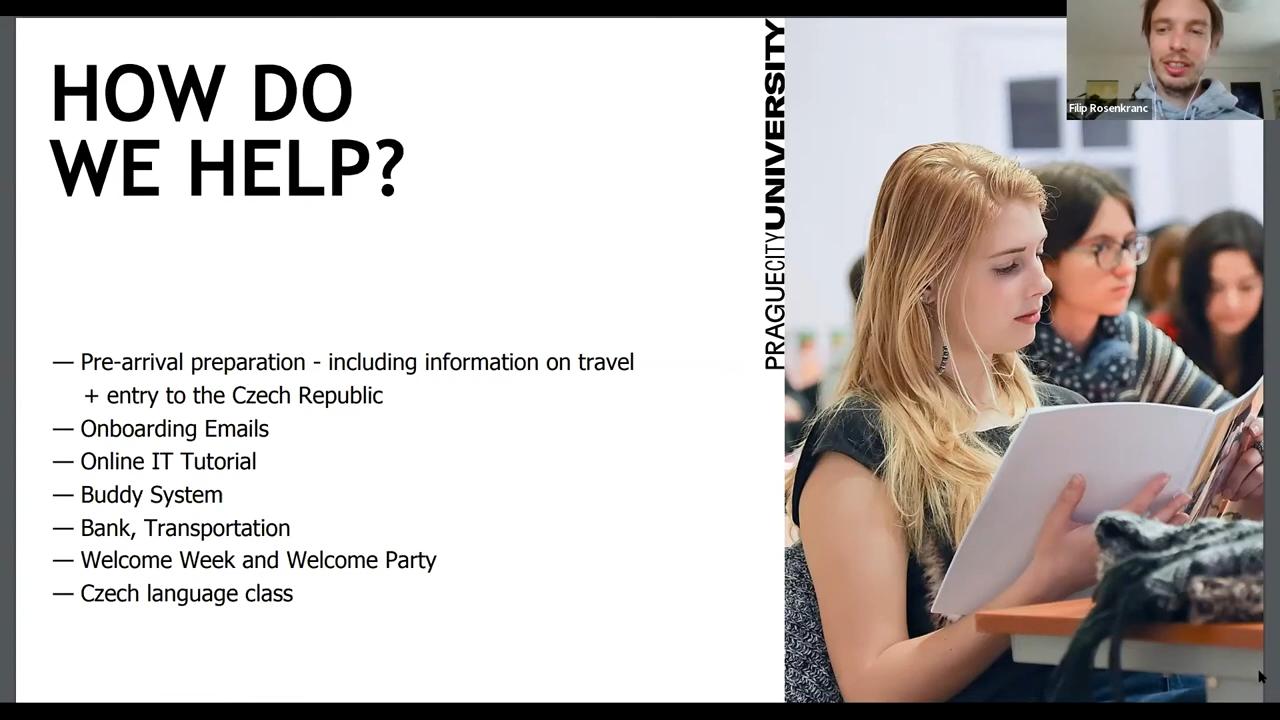 HOW DO
WE HELP?
— Pre-arrival preparation - including information on travel
+ entry to the Czech Republic
— Onboarding Emails
— Online IT Tutorial
— Buddy System
— Bank, Transportation
— Welcome Week and Welcome Party
— Czech language class
PRAGUECITYUNIVERSITY
Filip Rosenkranc